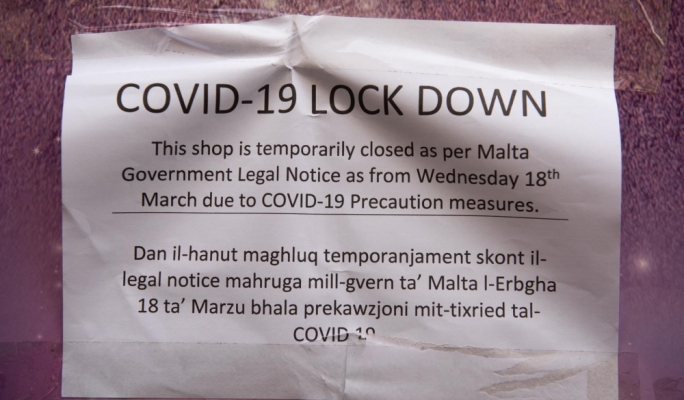 COVID-19 LOCK DOWN
This shop is temporarily closed as per Malta
Government Legal Notice as from Wednesday 18th
March due to COVID-19 Precaution measures.
Dan il-hanut maghluq temporanjament skont il-
legal notice mahruga mill-gvern ta’ Malta l-Erbgha
18 ta’ Marzu bhala prekawzjoni mit-tixried tal-
COVID 19